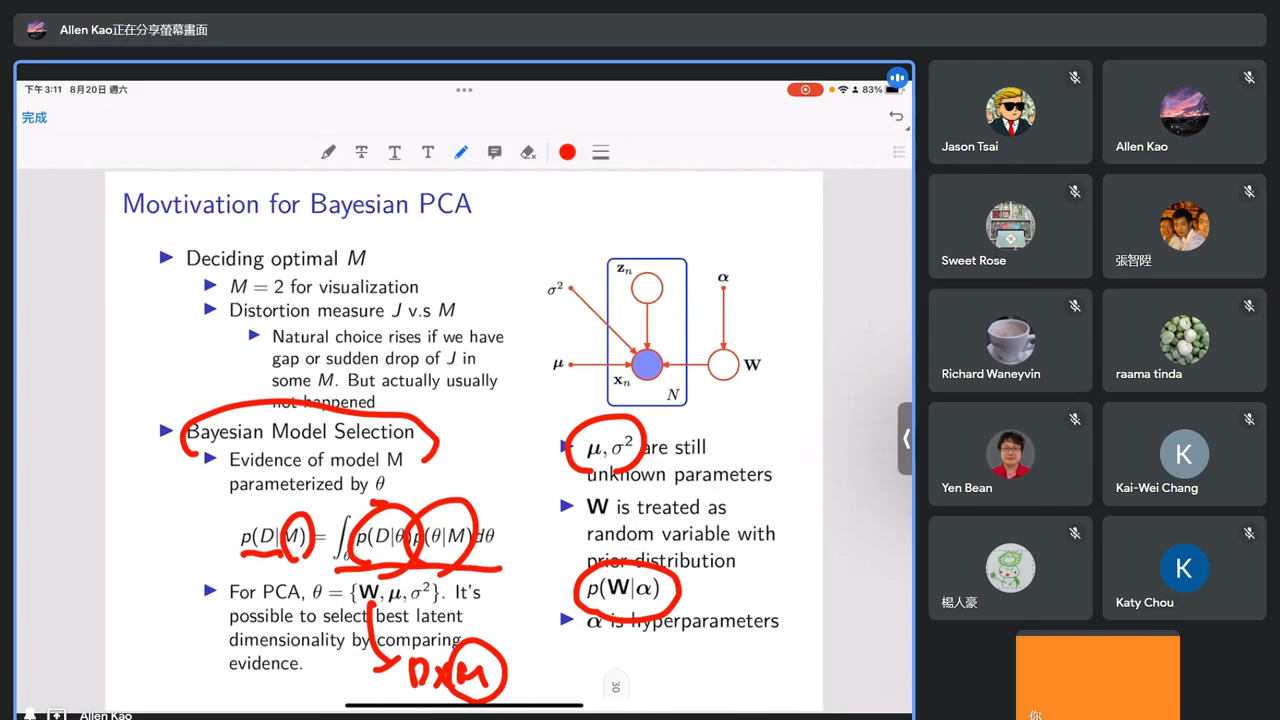 Allen Kao正在分享螢幕畫面
下午3:11 8月20日 週六
83%
完成
Movtivation for Bayesian PCA
Deciding optimal M
M = 2 for visualization
Distortion measure J v.s M
Natural choice rises if we have
gap or sudden drop of J in
some M. But actually usually
not happened
Bayesian Model Selection
Evidence of model M
parameterized by θ
p(D|M) = ∫θ p(D|θ)p(θ|M)dθ
For PCA, θ = {W, μ, σ²}. It's
possible to select best latent
dimensionality by comparing
evidence.
D×M
zn
α
σ²
μ
W
xn
N
μ, σ² are still
unknown parameters
W is treated as
random variable with
prior distribution
p(W|α)
α is hyperparameters
30
Allen Kao
Jason Tsai
Allen Kao
Sweet Rose
張智陞
Richard Waneyvin
raama tinda
Yen Bean
K
Kai-Wei Chang
楊人豪
K
Katy Chou
你